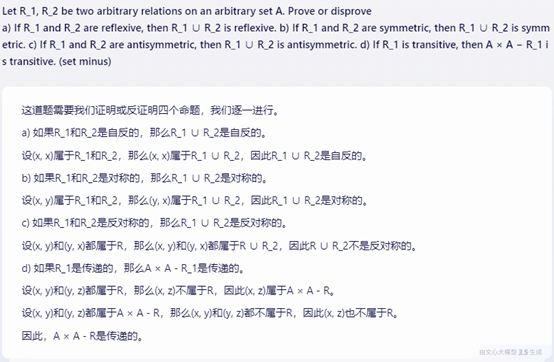 Let R_1, R_2 be two arbitrary relations on an arbitrary set A. Prove or disprove
a) If R_1 and R_2 are reflexive, then R_1 ∪ R_2 is reflexive. b) If R_1 and R_2 are symmetric, then R_1 ∪ R_2 is symm
etric. c) If R_1 and R_2 are antisymmetric, then R_1 ∪ R_2 is antisymmetric. d) If R_1 is transitive, then A × A − R_1 i
s transitive. (set minus)
这道题需要我们证明或反证明四个命题，我们逐一进行。
a) 如果R_1和R_2是自反的，那么R_1 ∪ R_2是自反的。
设(x, x)属于R_1和R_2，那么(x, x)属于R_1 ∪ R_2，因此R_1 ∪ R_2是自反的。
b) 如果R_1和R_2是对称的，那么R_1 ∪ R_2是对称的。
设(x, y)属于R_1和R_2，那么(y, x)属于R_1 ∪ R_2，因此R_1 ∪ R_2是对称的。
c) 如果R_1和R_2是反对称的，那么R_1 ∪ R_2是反对称的。
设(x, y)和(y, x)都属于R，那么(x, y)和(y, x)都属于R ∪ R_2，因此R ∪ R_2不是反对称的。
d) 如果R_1是传递的，那么A × A - R_1是传递的。
设(x, y)和(y, z)都属于R，那么(x, z)不属于R，因此(x, z)属于A × A - R。
设(x, y)和(y, z)都属于A × A - R，那么(x, y)和(y, z)都不属于R，因此(x, z)也不属于R。
因此，A × A - R是传递的。
由文心大模型 3.5 生成